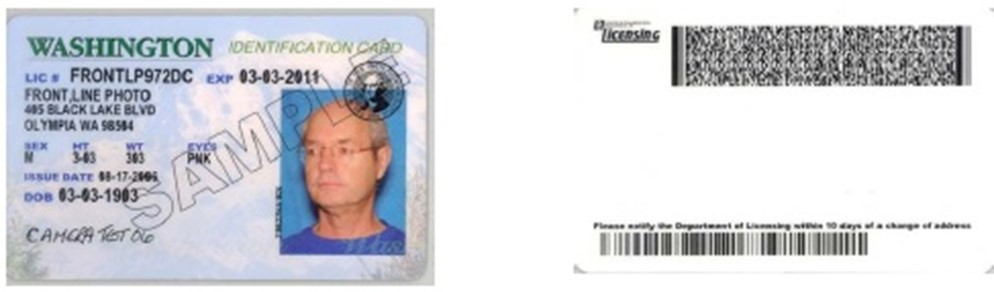 WASHINGTON IDENTIFICATION CARD
LIC # FRONTLP972DC EXP 03-03-2011
FRONT,LINE PHOTO
405 BLACK LAKE BLVD
OLYMPIA WA 98504
SEX HT WT EYES
M 3-03 303 PNK
ISSUE DATE 08-17-2006
DOB 03-03-1903
CAMERA TEST 06
SAMPLE
LICENSING
Please notify the Department of Licensing within 10 days of a change of address